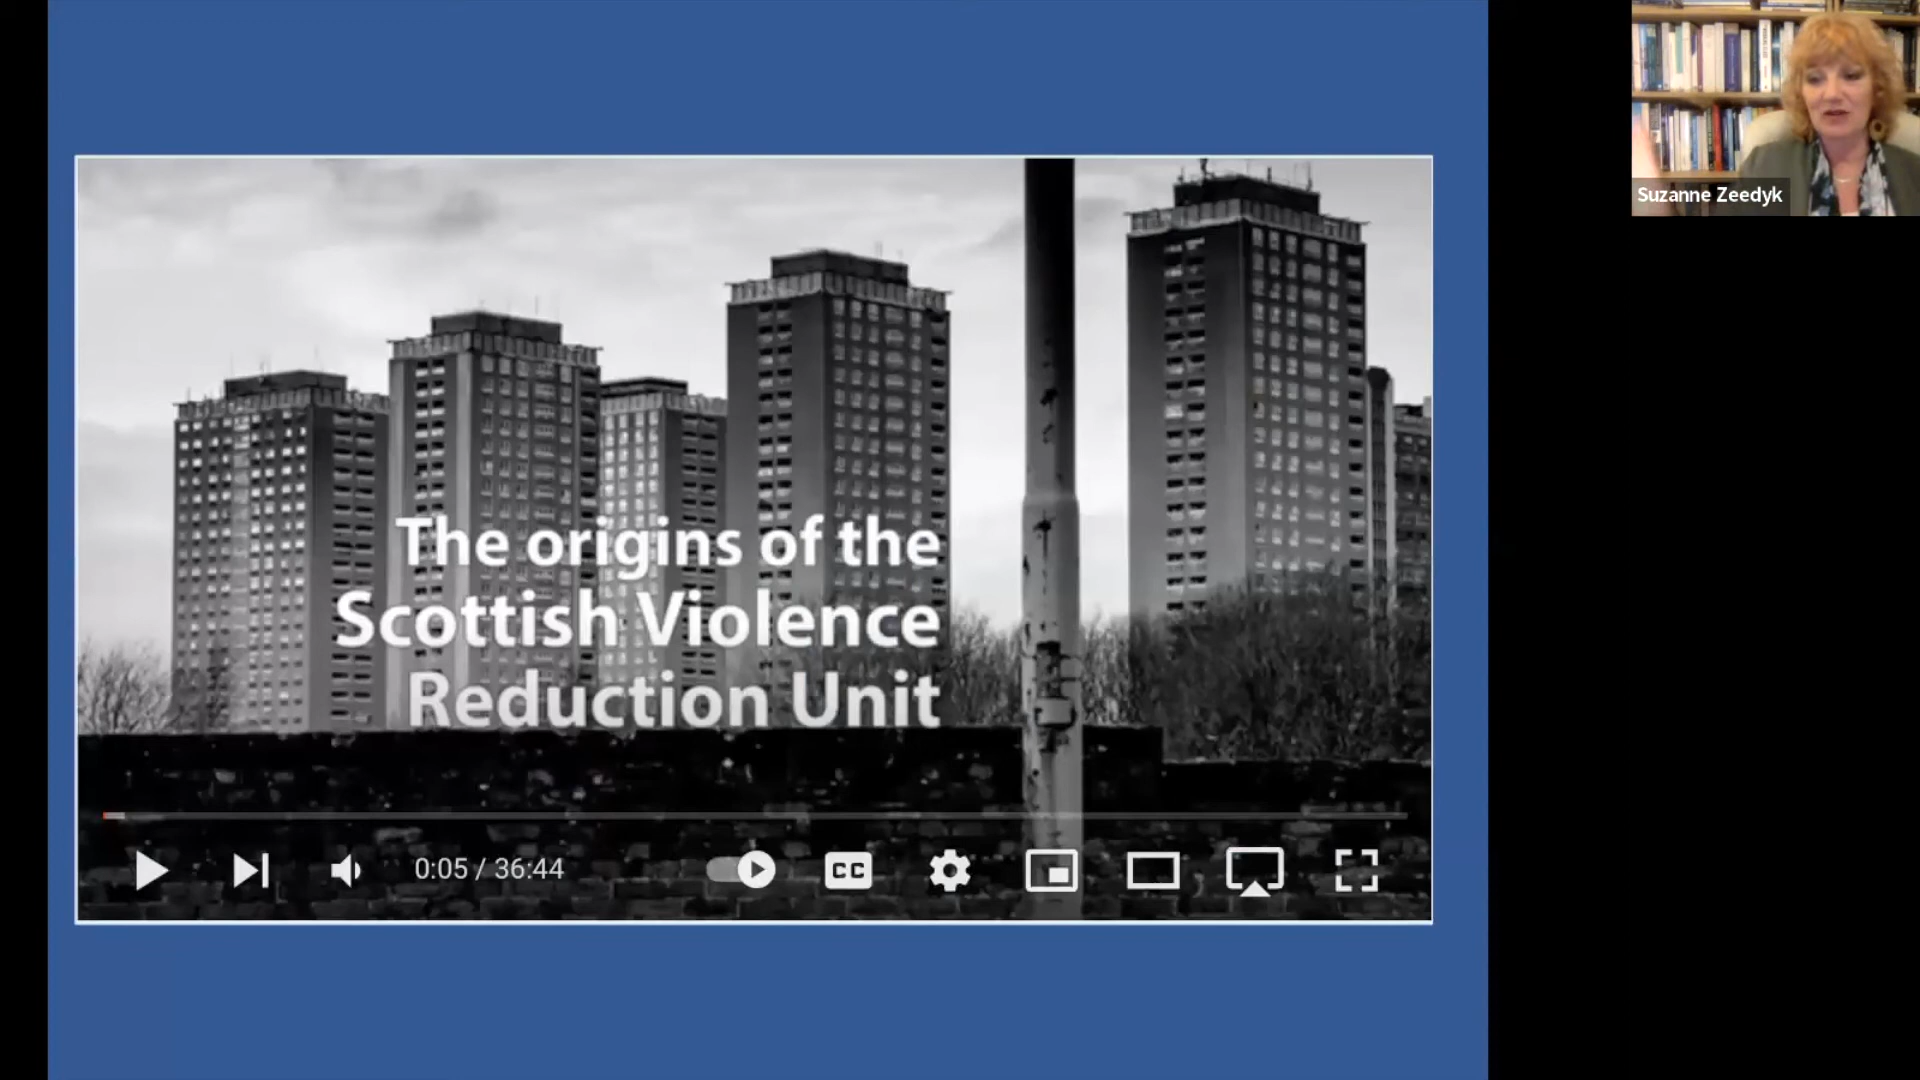 Suzanne Zeedyk
The origins of the
Scottish Violence
Reduction Unit
0:05 / 36:44
CC